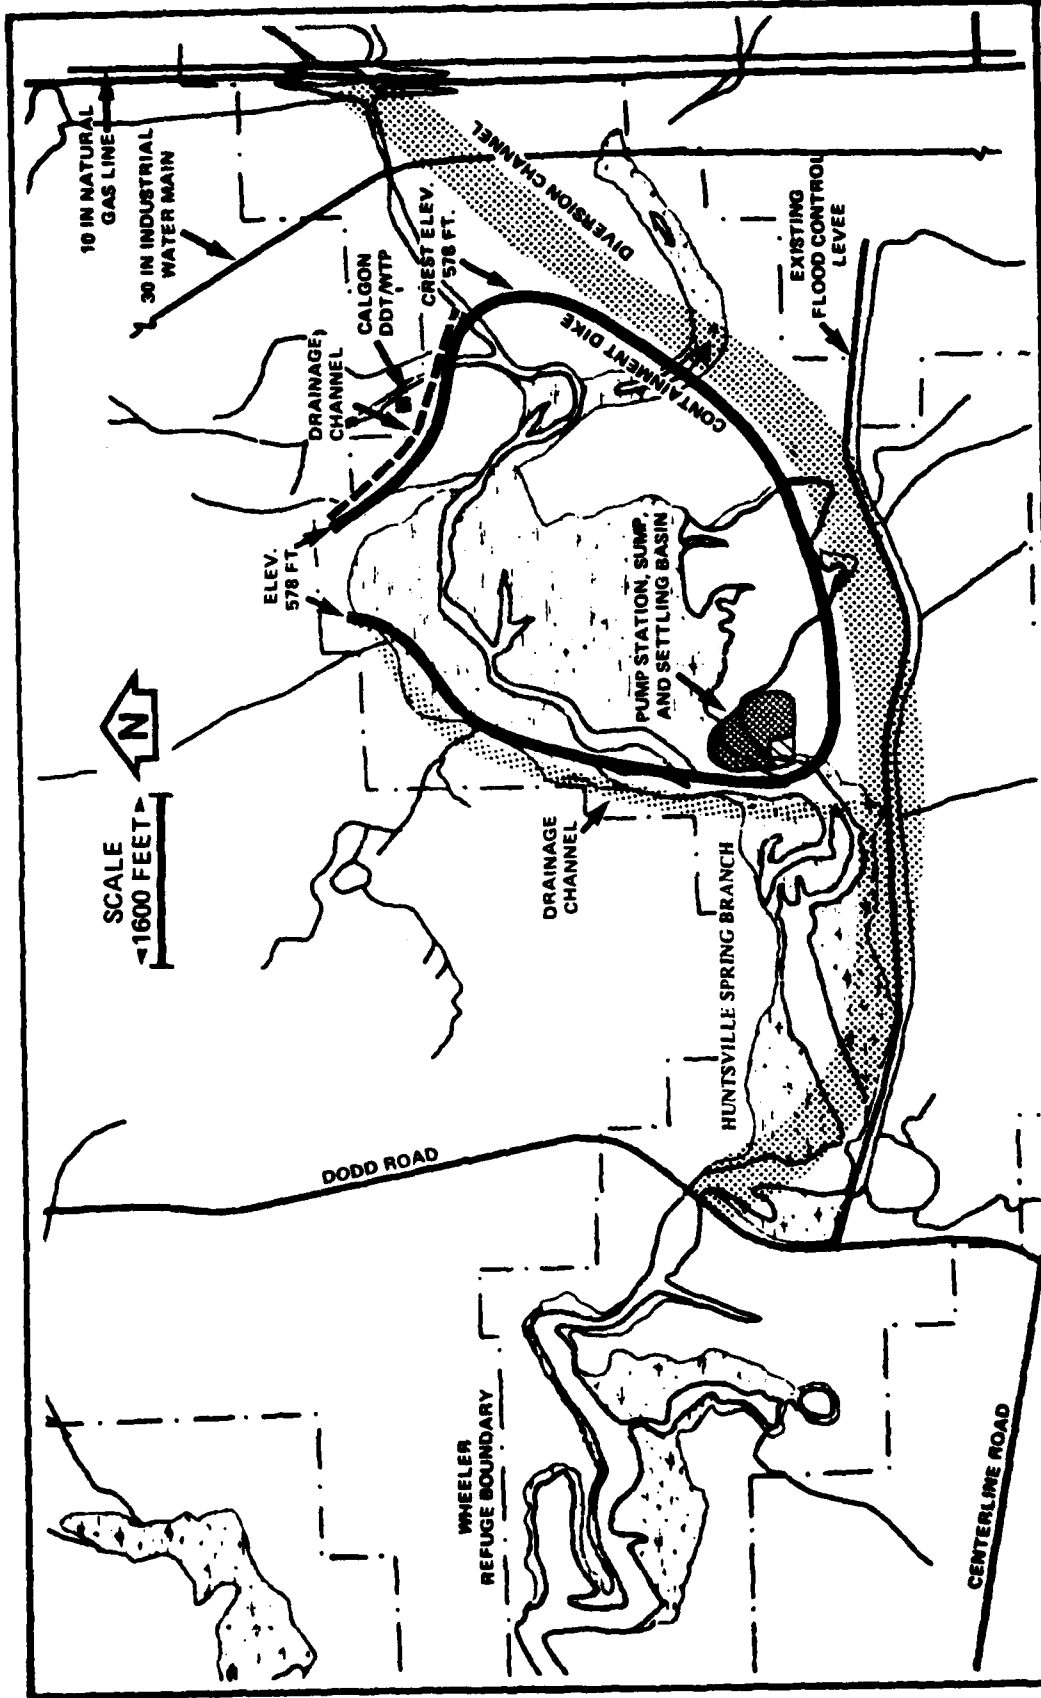 10 IN NATURAL
GAS LINE
30 IN INDUSTRIAL
WATER MAIN
DRAINAGE
CHANNEL
CALGON
DDT/WTP
CREST ELEV.
578 FT.
DIVERSION CHANNEL
CONTAINMENT DIKE
EXISTING
FLOOD CONTROL
LEVEE
ELEV.
578 FT.
PUMP STATION, SUMP,
AND SETTLING BASIN
N
SCALE
1600 FEET
DRAINAGE
CHANNEL
HUNTSVILLE SPRING BRANCH
DODD ROAD
WHEELER
REFUGE BOUNDARY
CENTERLINE ROAD